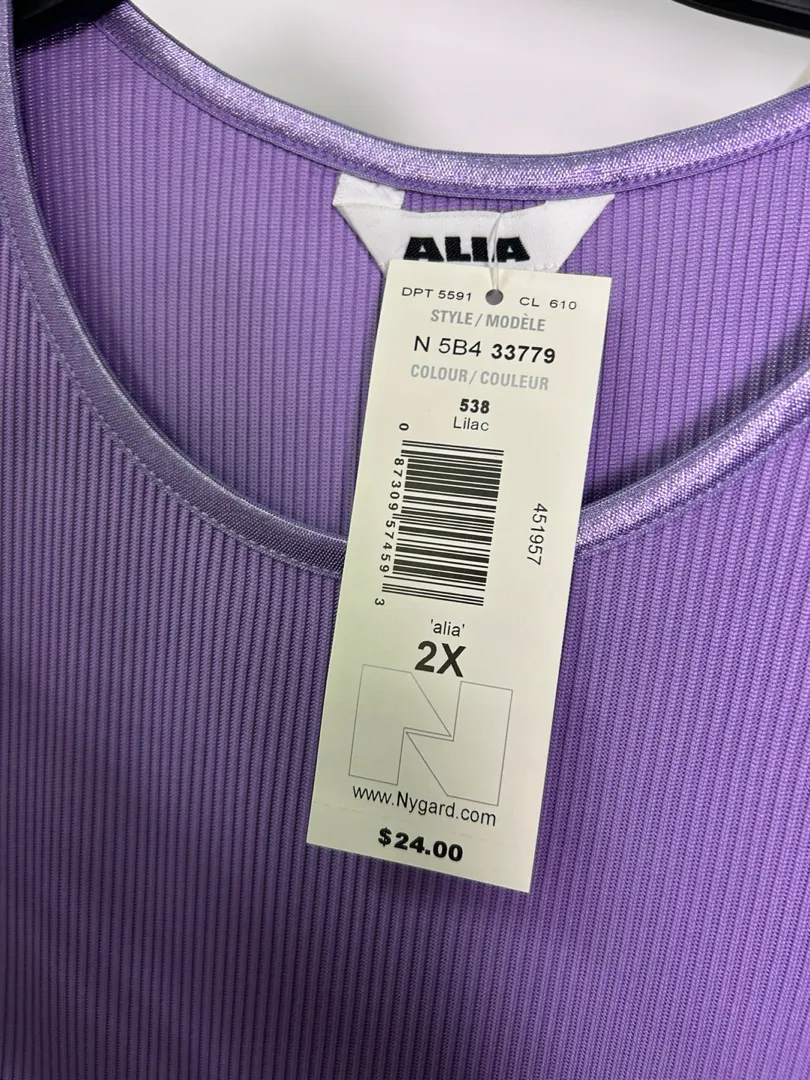 ALIA
DPT 5591 CL 610
STYLE/MODÈLE
N 5B4 33779
COLOUR/COULEUR
538
Lilac
0 87309 57459 3
451957
'alia'
2X
www.Nygard.com
$24.00